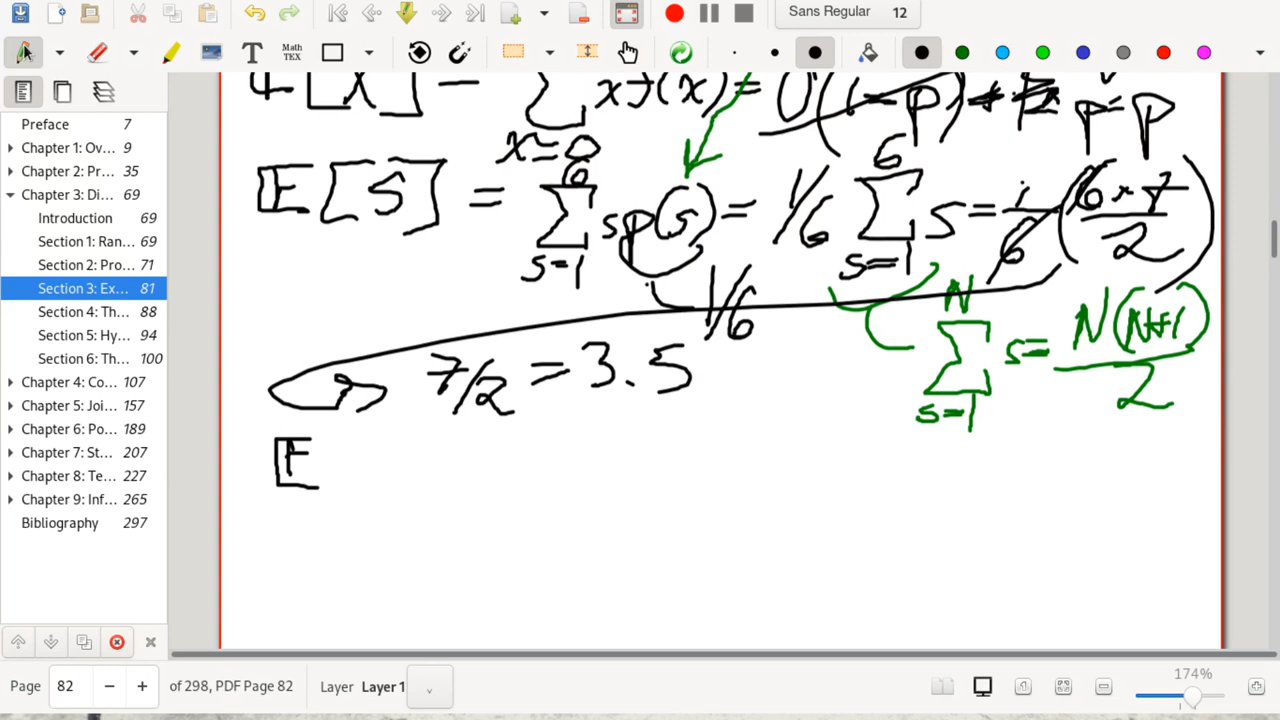 Sans Regular 12
T Math TEX
Preface 7
Chapter 1: Ov... 9
Chapter 2: Pr... 35
Chapter 3: Di... 69
Introduction 69
Section 1: Ran... 69
Section 2: Pro... 71
Section 3: Ex... 81
Section 4: Th... 88
Section 5: Hy... 94
Section 6: Th... 100
Chapter 4: Co... 107
Chapter 5: Joi... 157
Chapter 6: Po... 189
Chapter 7: St... 207
Chapter 8: Te... 227
Chapter 9: Inf... 265
Bibliography 297
[X] = ∑ x f(x) = 0(1-p) + p = p
x=0
E[S] = ∑_{s=1}^{6} s p(s) = 1/6 ∑_{s=1}^{6} s = 1/6 (6×7/2)
1/6
∑_{s=1}^{N} s = N(N+1)/2
7/2 = 3.5
E
Page 82 − + of 298, PDF Page 82 Layer Layer 1 174%